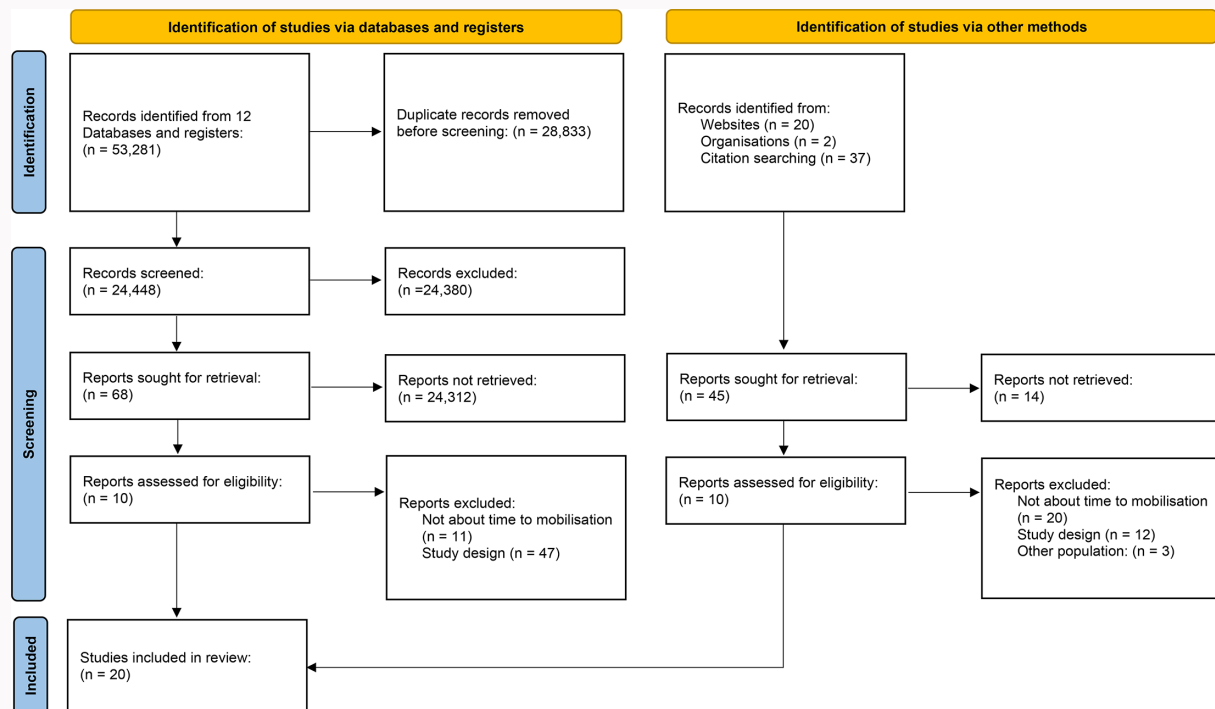 Identification of studies via databases and registers
Identification of studies via other methods
Identification
Records identified from 12
Databases and registers:
(n = 53,281)
Duplicate records removed
before screening: (n = 28,833)
Records identified from:
Websites (n = 20)
Organisations (n = 2)
Citation searching (n = 37)
Screening
Records screened:
(n = 24,448)
Records excluded:
(n =24,380)
Reports sought for retrieval:
(n = 68)
Reports not retrieved:
(n = 24,312)
Reports sought for retrieval:
(n = 45)
Reports not retrieved:
(n = 14)
Reports assessed for eligibility:
(n = 10)
Reports excluded:
Not about time to mobilisation
(n = 11)
Study design (n = 47)
Reports assessed for eligibility:
(n = 10)
Reports excluded:
Not about time to mobilisation
(n = 20)
Study design (n = 12)
Other population: (n = 3)
Included
Studies included in review:
(n = 20)